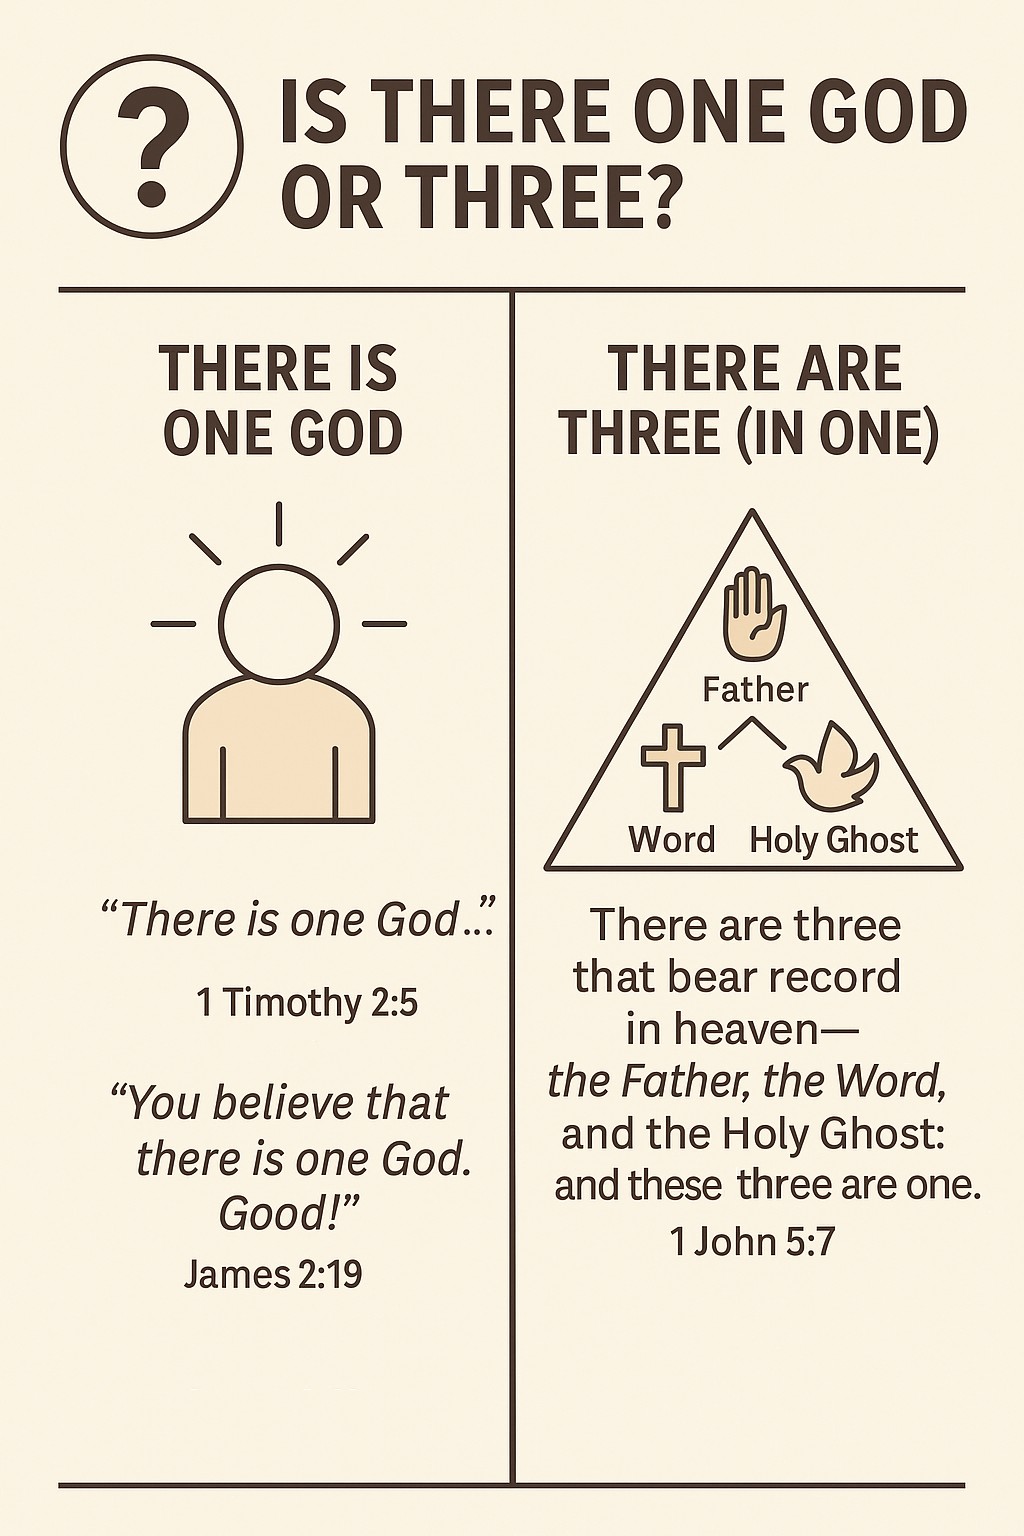 ?
IS THERE ONE GOD
OR THREE?
THERE IS
ONE GOD
“There is one God...”
1 Timothy 2:5
“You believe that
there is one God.
Good!”
James 2:19
THERE ARE
THREE (IN ONE)
Father
Word Holy Ghost
There are three
that bear record
in heaven—
the Father, the Word,
and the Holy Ghost:
and these three are one.
1 John 5:7